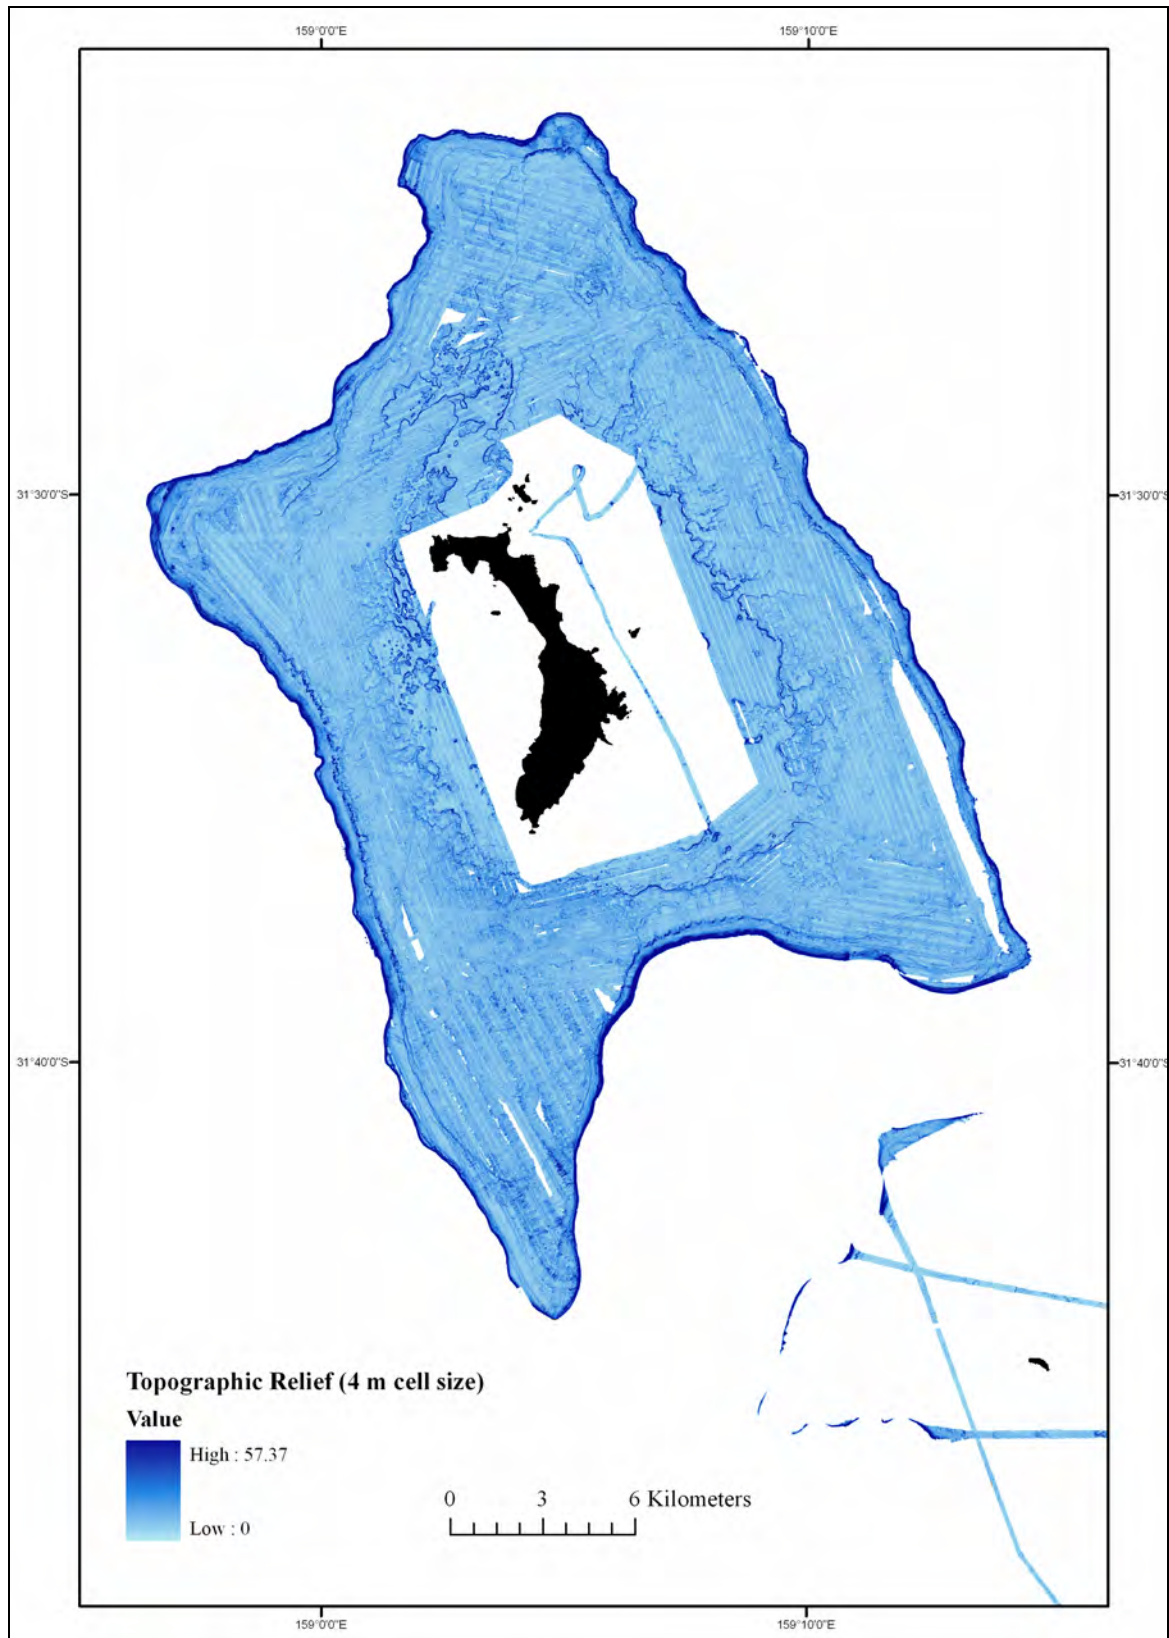 159°0'0"E 159°10'0"E
31°30'0"S 31°30'0"S
31°40'0"S 31°40'0"S
Topographic Relief (4 m cell size)
Value
High : 57.37
Low : 0
0 3 6 Kilometers
159°0'0"E 159°10'0"E